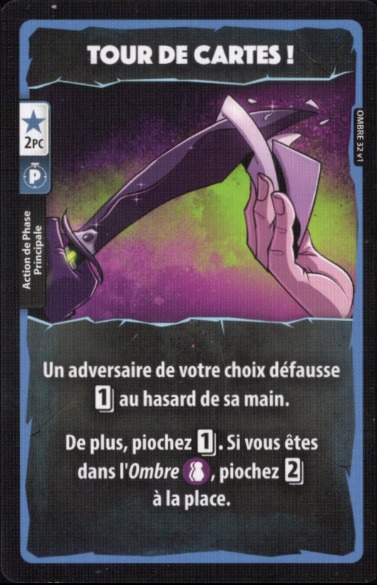 TOUR DE CARTES !
2PC
P
OMBRE 32 V1
Action de Phase
Principale
Un adversaire de votre choix défausse
1 au hasard de sa main.
De plus, piochez 1. Si vous êtes
dans l'Ombre , piochez 2
à la place.